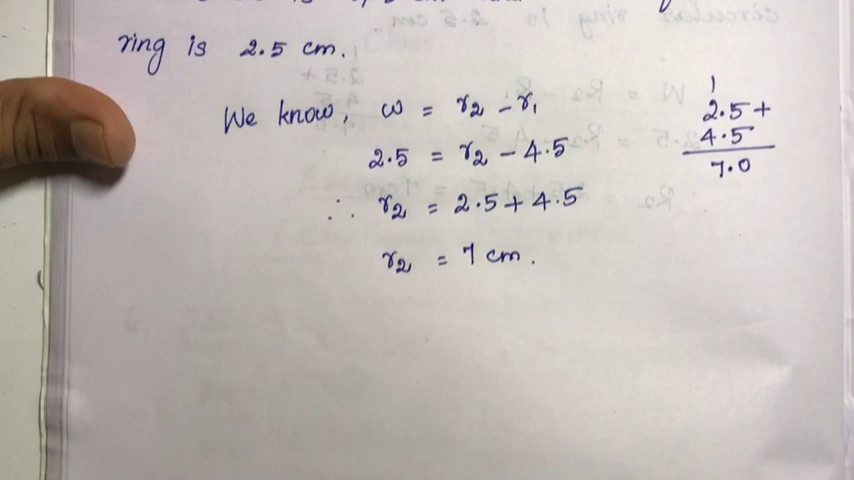 ring is 2.5 cm.
We know, w = r2 - r1
2.5 = r2 - 4.5
∴ r2 = 2.5 + 4.5
r2 = 7 cm.
1
2.5 +
4.5
7.0